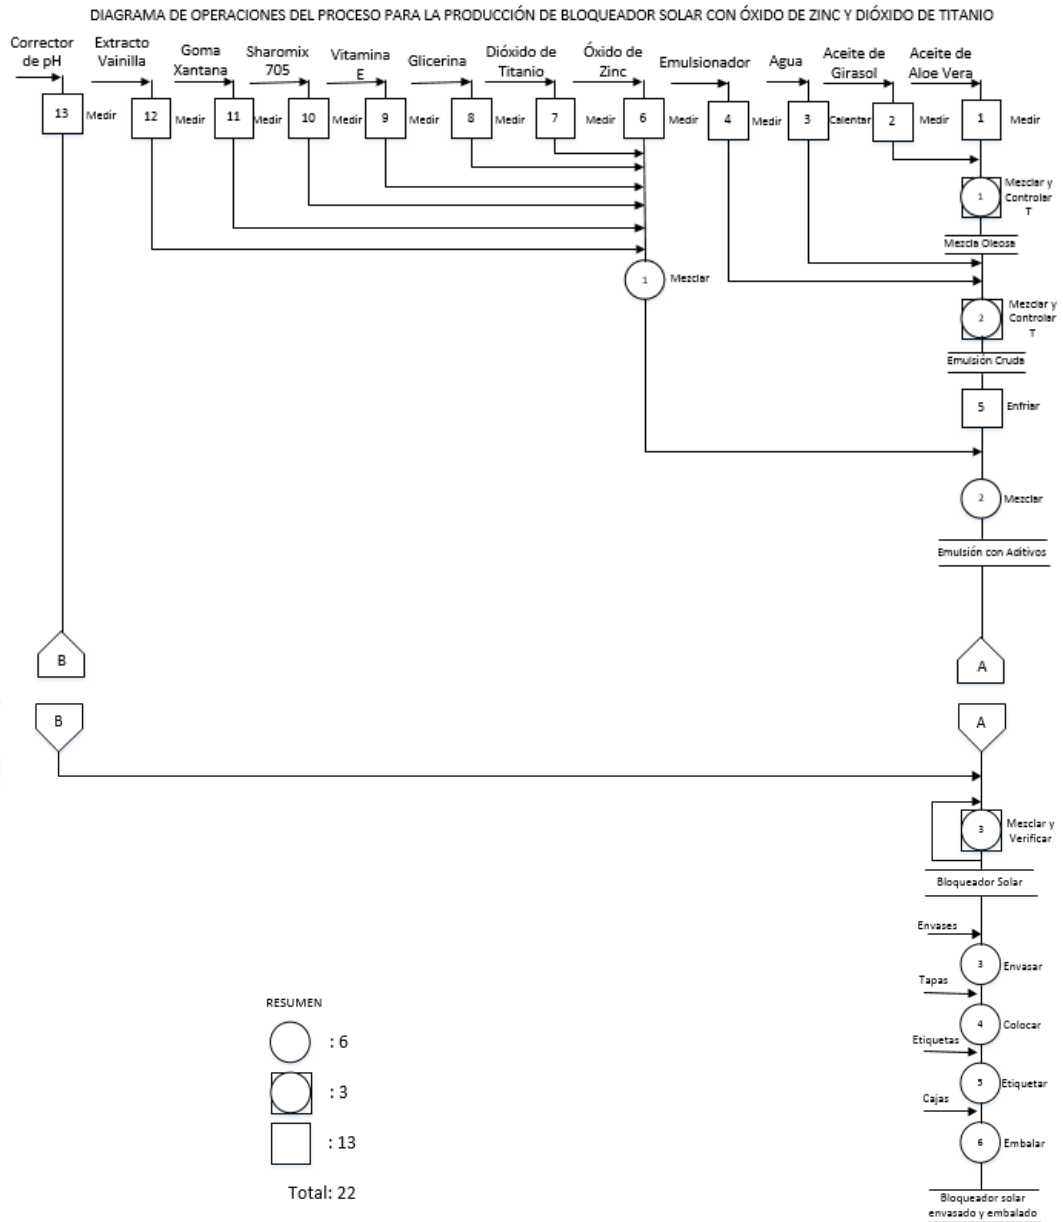 DIAGRAMA DE OPERACIONES DEL PROCESO PARA LA PRODUCCIÓN DE BLOQUEADOR SOLAR CON ÓXIDO DE ZINC Y DIÓXIDO DE TITANIO
Corrector
de pH
Extracto
Vainilla
Goma
Xantana
Sharomix
705
Vitamina
E
Glicerina
Dióxido de
Titanio
Óxido de
Zinc
Emulsionador
Agua
Aceite de
Girasol
Aceite de
Aloe Vera
13 Medir
12 Medir
11 Medir
10 Medir
9 Medir
8 Medir
7 Medir
6 Medir
4 Medir
3 Calentar
2 Medir
1 Medir
1
Mezclar y
Controlar
T
Mezcla Oleosa
1 Mezclar
2
Mezclar y
Controlar
T
Emulsión Cruda
5 Enfriar
2 Mezclar
Emulsión con Aditivos
B
A
B
A
3
Mezclar y
Verificar
Bloqueador Solar
Envases
3 Envasar
Tapas
4 Colocar
Etiquetas
5 Etiquetar
Cajas
6 Embalar
Bloqueador solar
envasado y embalado
RESUMEN
: 6
: 3
: 13
Total: 22